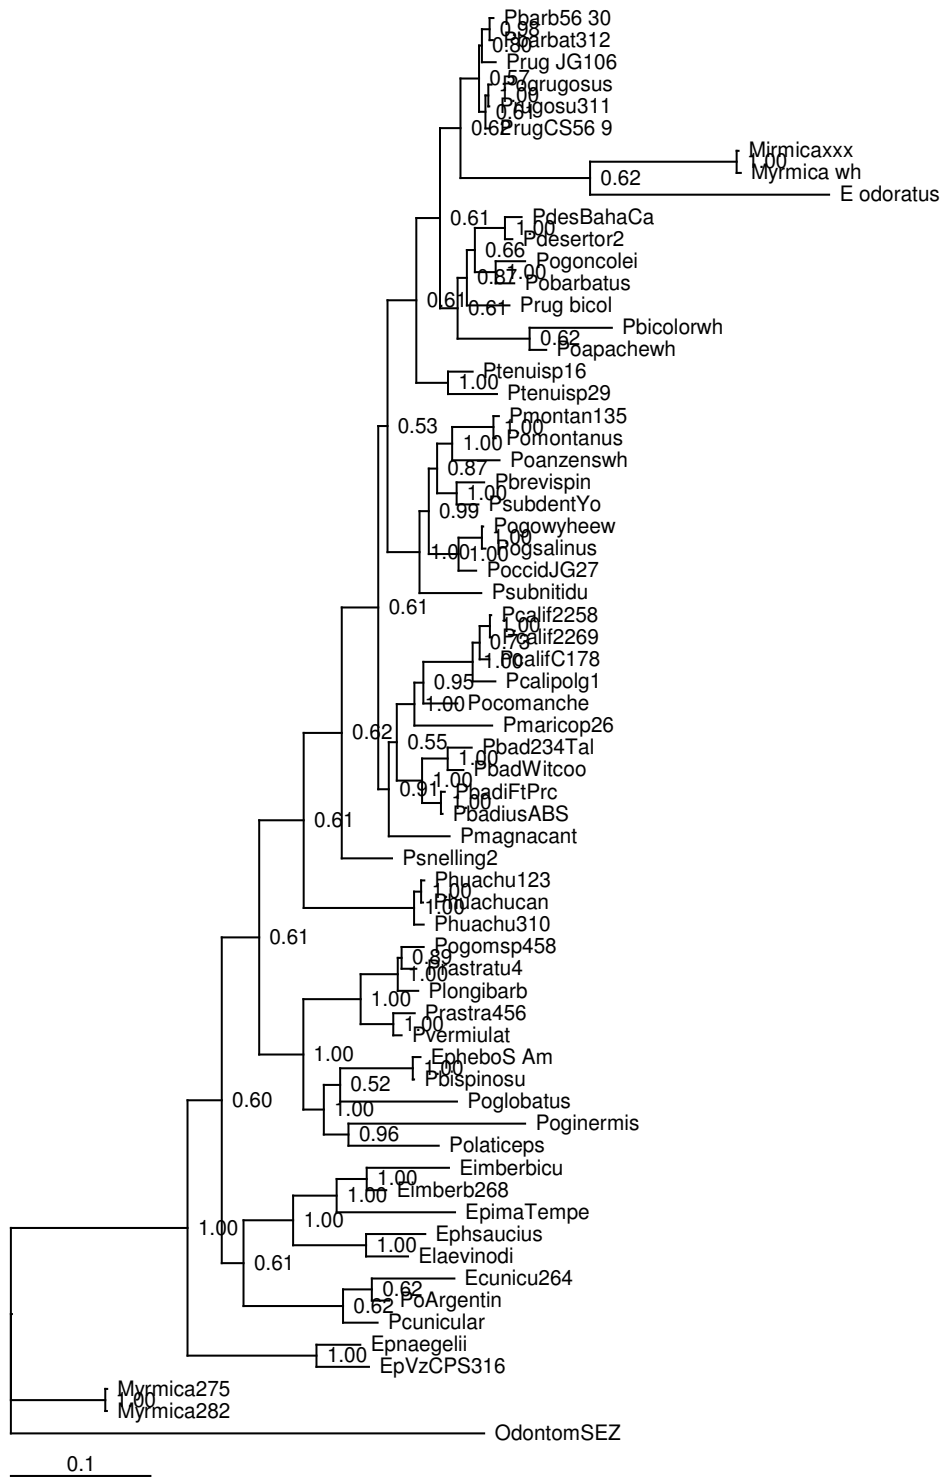 Pbarb56 30
0.98
Pbarbat312
0.80
Prug JG106
0.57
Pogrugosus
1.00
Prugosu311
0.61
0.62
PrugCS56 9
Mirmicaxxx
1.00
Myrmica wh
0.62
E odoratus
PdesBahaCa
0.61
1.00
Pdesertor2
0.66
Pogoncolei
1.00
0.87
Pobarbatus
0.61
0.61
Prug bicol
Pbicolorwh
0.62
Poapachewh
Ptenuisp16
1.00
Ptenuisp29
Pmontan135
0.53
1.00
Pomontanus
1.00
Poanzenswh
0.87
Pbrevispin
1.00
PsubdentYo
0.99
Pogowyheew
1.00
Pogsalinus
1.00
1.00
PoccidJG27
Psubnitidu
0.61
Pcalif2258
1.00
Pcalif2269
0.73
PcalifC178
1.00
Pcalipolg1
0.95
Pocomanche
1.00
Pmaricop26
0.62
0.55
Pbad234Tal
1.00
PbadWitcoo
1.00
PbadiFtPrc
0.91
1.00
PbadiusABS
0.61
Pmagnacant
Psnelling2
Phuachu123
1.00
Phuachucan
1.00
Phuachu310
0.61
Pogomsp458
0.89
Prastratu4
1.00
Plongibarb
1.00
Prastra456
1.00
Pvermiulat
1.00
EpheboS Am
1.00
Pbispinosu
0.52
Poglobatus
0.60
1.00
Poginermis
0.96
Polaticeps
Eimberbicu
1.00
Eimberb268
1.00
EpimaTempe
1.00
1.00
Ephsaucius
1.00
Elaevinodi
0.61
Ecunicu264
0.62
PoArgentin
0.62
Pcunicular
Epnaegelii
1.00
EpVzCPS316
Myrmica275
1.00
Myrmica282
OdontomSEZ
0.1